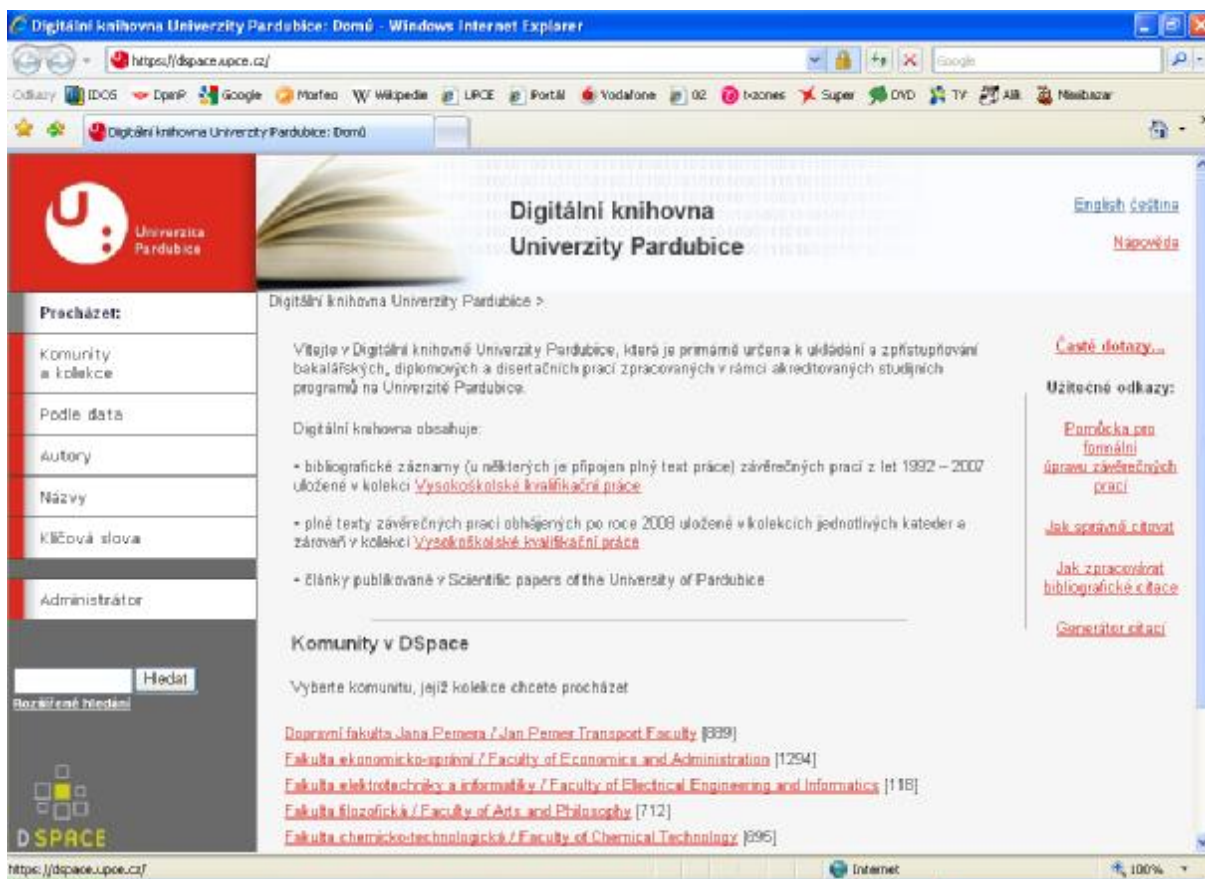 Digitální knihovna Univerzity Pardubice: Domů - Windows Internet Explorer
https://dspace.upce.cz/
Google
Odkazy IDOS OpenP Google Morfeo Wikipedie UPCE Portál Vodafone O2 t-zones Super DVD TV Minibazar
Digitální knihovna Univerzity Pardubice: Domů
Univerzita
Pardubice
Digitální knihovna
Univerzity Pardubice
English čeština
Nápověda
Procházet:
Komunity
a kolekce
Podle data
Autory
Názvy
Klíčová slova
Administrátor
Hledat
Rozšířené hledání
DSPACE
Digitální knihovna Univerzity Pardubice >
Vítejte v Digitální knihovně Univerzity Pardubice, která je primárně určena k ukládání a zpřístupňování
bakalářských, diplomových a disertačních prací zpracovaných v rámci akreditovaných studijních
programů na Univerzitě Pardubice.
Digitální knihovna obsahuje:
• bibliografické záznamy (u některých je připojen plný text práce) závěrečných prací z let 1992 – 2007
uložené v kolekci Vysokoškolské kvalifikační práce
• plné texty závěrečných prací obhájených po roce 2008 uložené v kolekcích jednotlivých kateder a
zároveň v kolekci Vysokoškolské kvalifikační práce
• články publikované v Scientific papers of the University of Pardubice
Komunity v DSpace
Vyberte komunitu, jejíž kolekce chcete procházet
Dopravní fakulta Jana Pernera / Jan Perner Transport Faculty [889]
Fakulta ekonomicko-správní / Faculty of Economics and Administration [1294]
Fakulta elektrotechniky a informatiky / Faculty of Electrical Engineering and Informatics [118]
Fakulta filozofická / Faculty of Arts and Philosophy [712]
Fakulta chemicko-technologická / Faculty of Chemical Technology [695]
Časté dotazy...
Užitečné odkazy:
Pomůcka pro
formální
úpravu závěrečných
prací
Jak správně citovat
Jak zpracovávat
bibliografické citace
Generátor citací
https://dspace.upce.cz/
Internet
100%